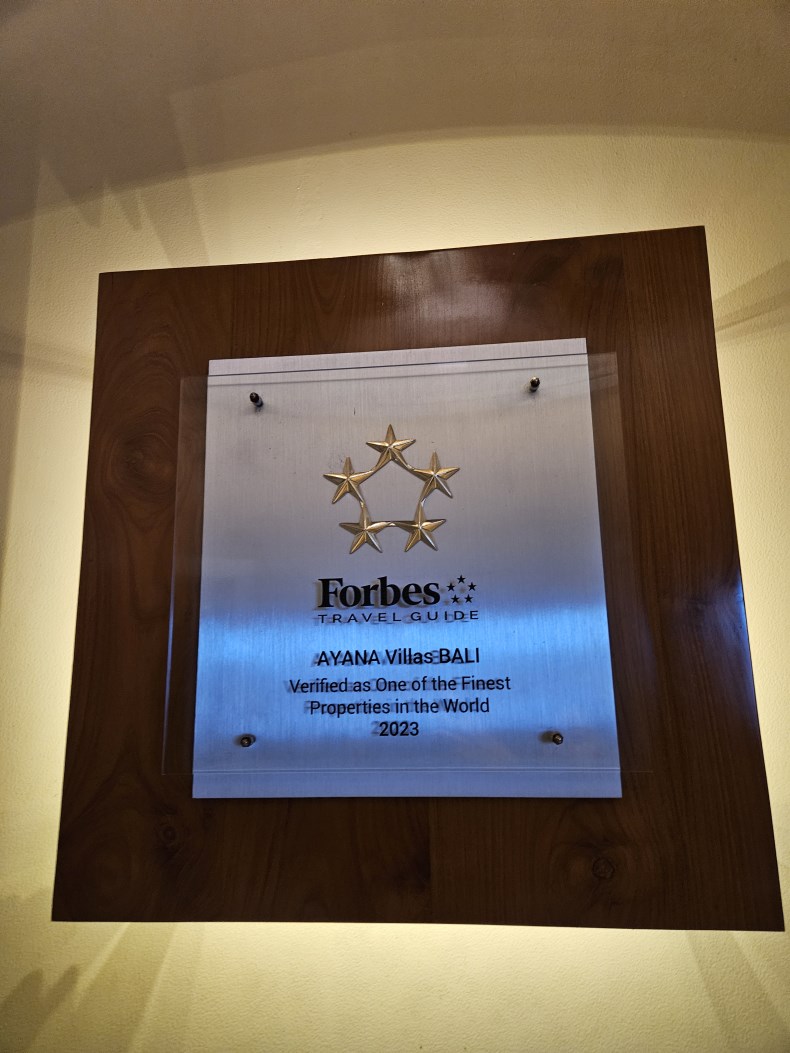 Forbes
TRAVEL GUIDE
AYANA Villas BALI
Verified as One of the Finest
Properties in the World
2023